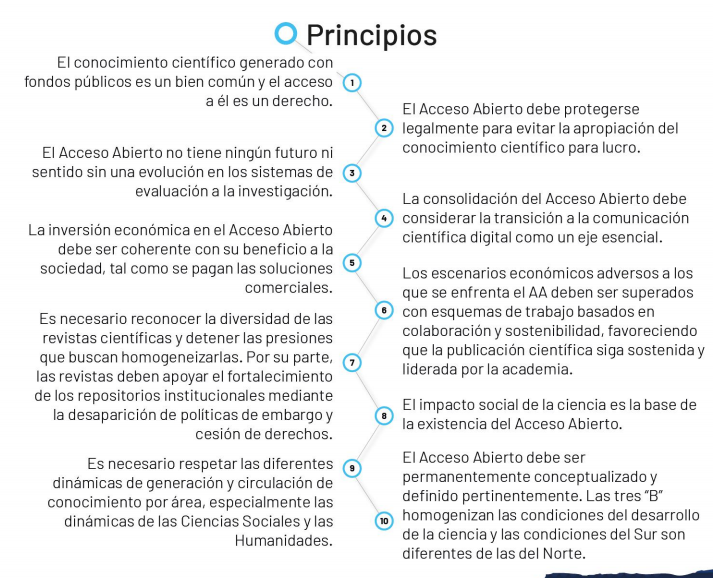 Principios
El conocimiento científico generado con
fondos públicos es un bien común y el acceso
a él es un derecho.
1
2
El Acceso Abierto debe protegerse
legalmente para evitar la apropiación del
conocimiento científico para lucro.
El Acceso Abierto no tiene ningún futuro ni
sentido sin una evolución en los sistemas de
evaluación a la investigación.
3
4
La consolidación del Acceso Abierto debe
considerar la transición a la comunicación
científica digital como un eje esencial.
La inversión económica en el Acceso Abierto
debe ser coherente con su beneficio a la
sociedad, tal como se pagan las soluciones
comerciales.
5
6
Los escenarios económicos adversos a los
que se enfrenta el AA deben ser superados
con esquemas de trabajo basados en
colaboración y sostenibilidad, favoreciendo
que la publicación científica siga sostenida y
liderada por la academia.
Es necesario reconocer la diversidad de las
revistas científicas y detener las presiones
que buscan homogeneizarlas. Por su parte,
las revistas deben apoyar el fortalecimiento
de los repositorios institucionales mediante
la desaparición de políticas de embargo y
cesión de derechos.
7
8
El impacto social de la ciencia es la base de
la existencia del Acceso Abierto.
Es necesario respetar las diferentes
dinámicas de generación y circulación de
conocimiento por área, especialmente las
dinámicas de las Ciencias Sociales y las
Humanidades.
9
10
El Acceso Abierto debe ser
permanentemente conceptualizado y
definido pertinentemente. Las tres "B"
homogenizan las condiciones del desarrollo
de la ciencia y las condiciones del Sur son
diferentes de las del Norte.